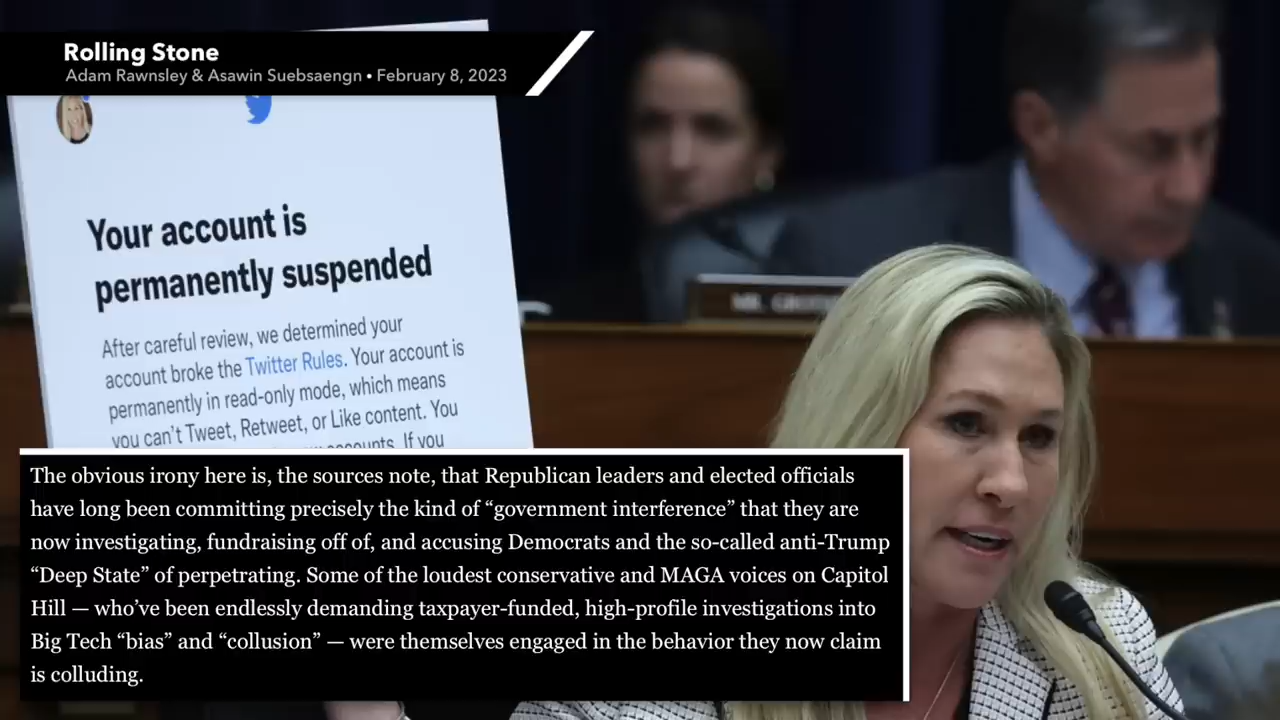 Rolling Stone
Adam Rawnsley & Asawin Suebsaengn • February 8, 2023
Your account is
permanently suspended
After careful review, we determined your
account broke the Twitter Rules. Your account is
permanently in read-only mode, which means
you can't Tweet, Retweet, or Like content. You
accounts. If you
MR.
The obvious irony here is, the sources note, that Republican leaders and elected officials
have long been committing precisely the kind of “government interference” that they are
now investigating, fundraising off of, and accusing Democrats and the so-called anti-Trump
“Deep State” of perpetrating. Some of the loudest conservative and MAGA voices on Capitol
Hill — who’ve been endlessly demanding taxpayer-funded, high-profile investigations into
Big Tech “bias” and “collusion” — were themselves engaged in the behavior they now claim
is colluding.